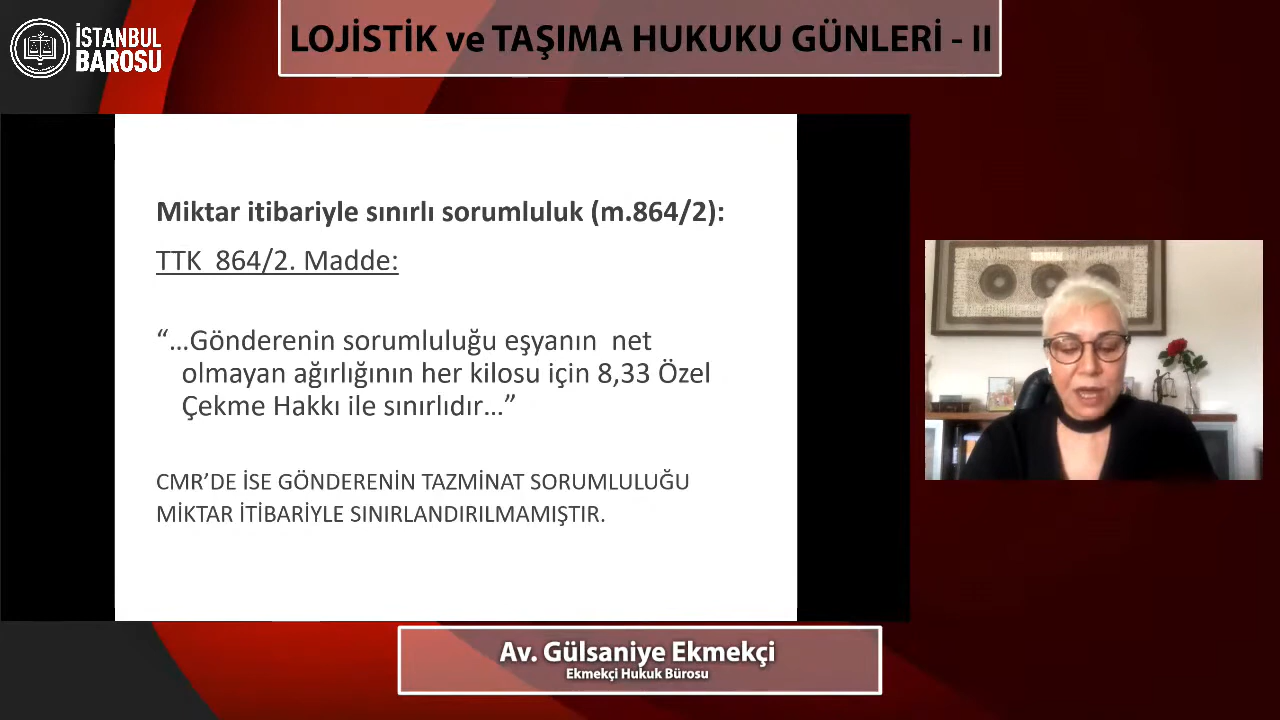 İSTANBUL
BAROSU
LOJİSTİK ve TAŞIMA HUKUKU GÜNLERİ - II
Miktar itibariyle sınırlı sorumluluk (m.864/2):
TTK 864/2. Madde:
“…Gönderenin sorumluluğu eşyanın net
olmayan ağırlığının her kilosu için 8,33 Özel
Çekme Hakkı ile sınırlıdır…”
CMR’DE İSE GÖNDERENİN TAZMİNAT SORUMLULUĞU
MİKTAR İTİBARİYLE SINIRLANDIRILMAMIŞTIR.
Av. Gülsaniye Ekmekçi
Ekmekçi Hukuk Bürosu